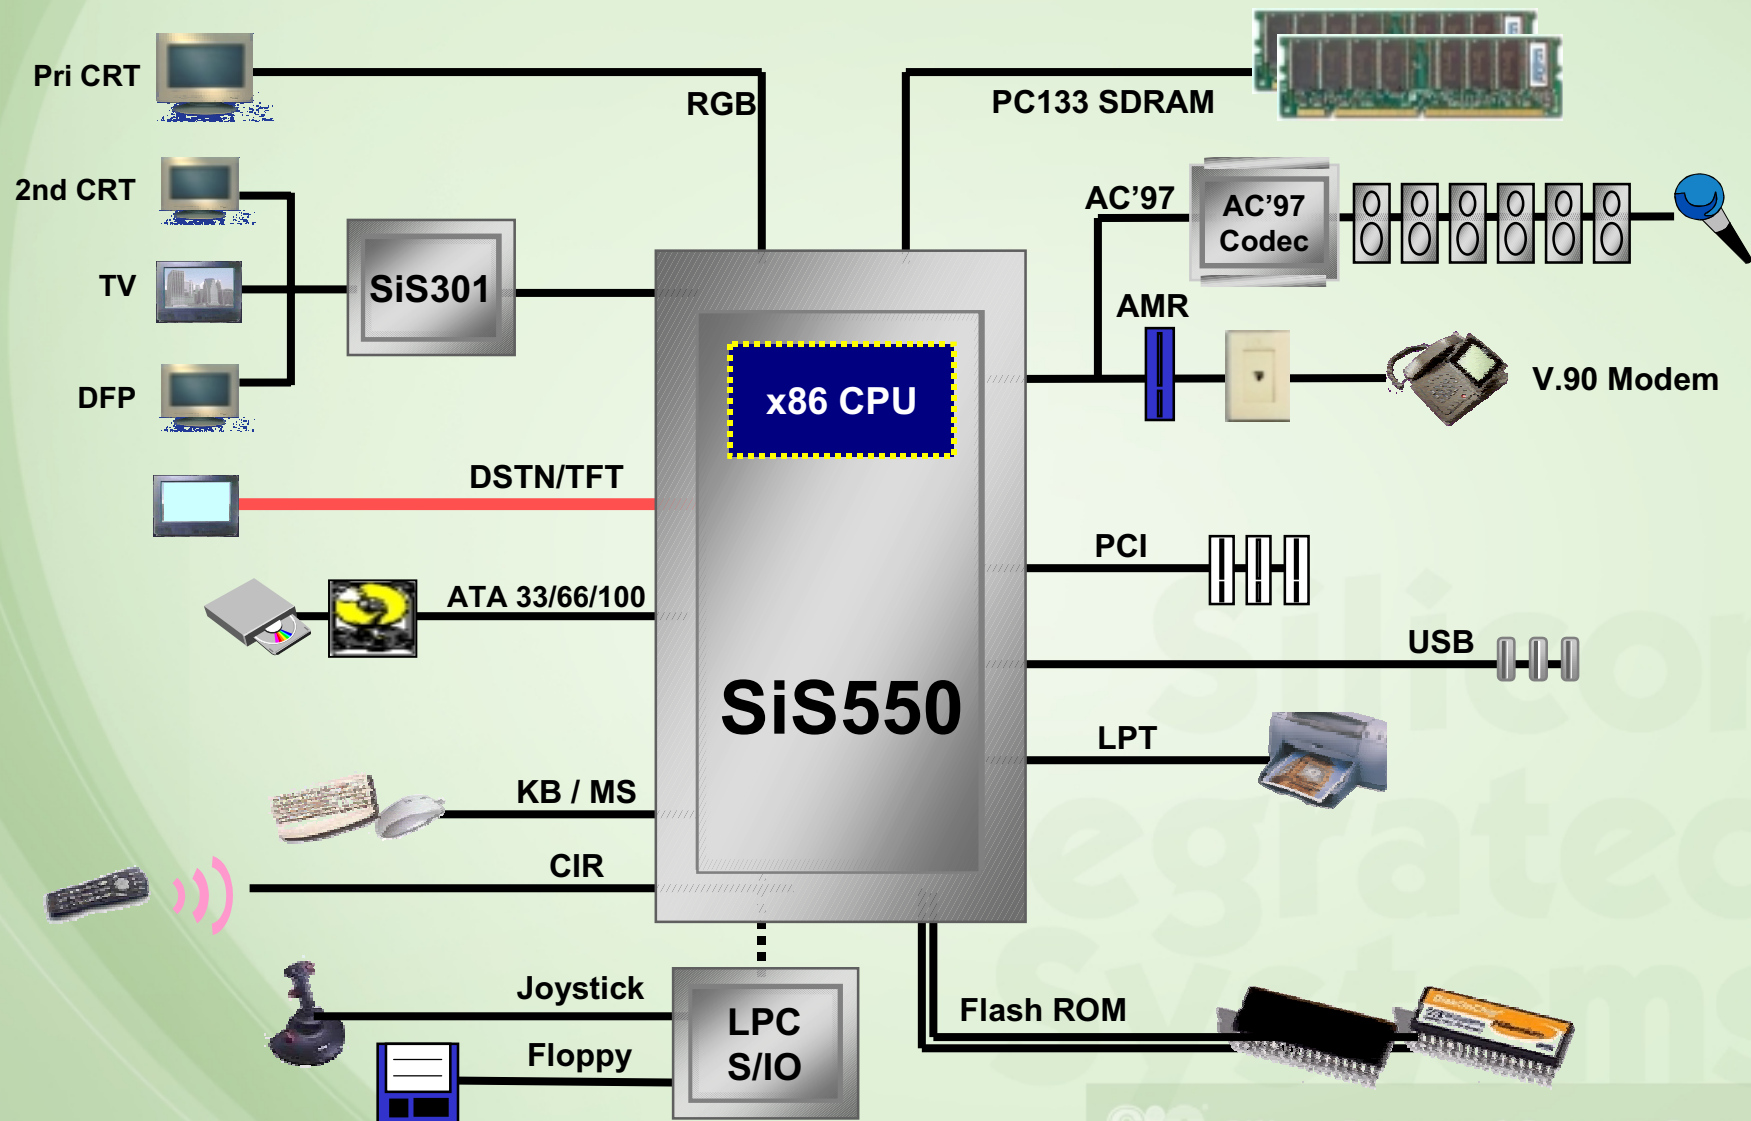 Pri CRT
RGB
PC133 SDRAM
2nd CRT
AC’97
AC’97
Codec
TV
SiS301
AMR
x86 CPU
DFP
V.90 Modem
DSTN/TFT
PCI
ATA 33/66/100
USB
SiS550
LPT
KB / MS
CIR
Joystick
LPC
S/IO
Flash ROM
Floppy
Silicon
Systems